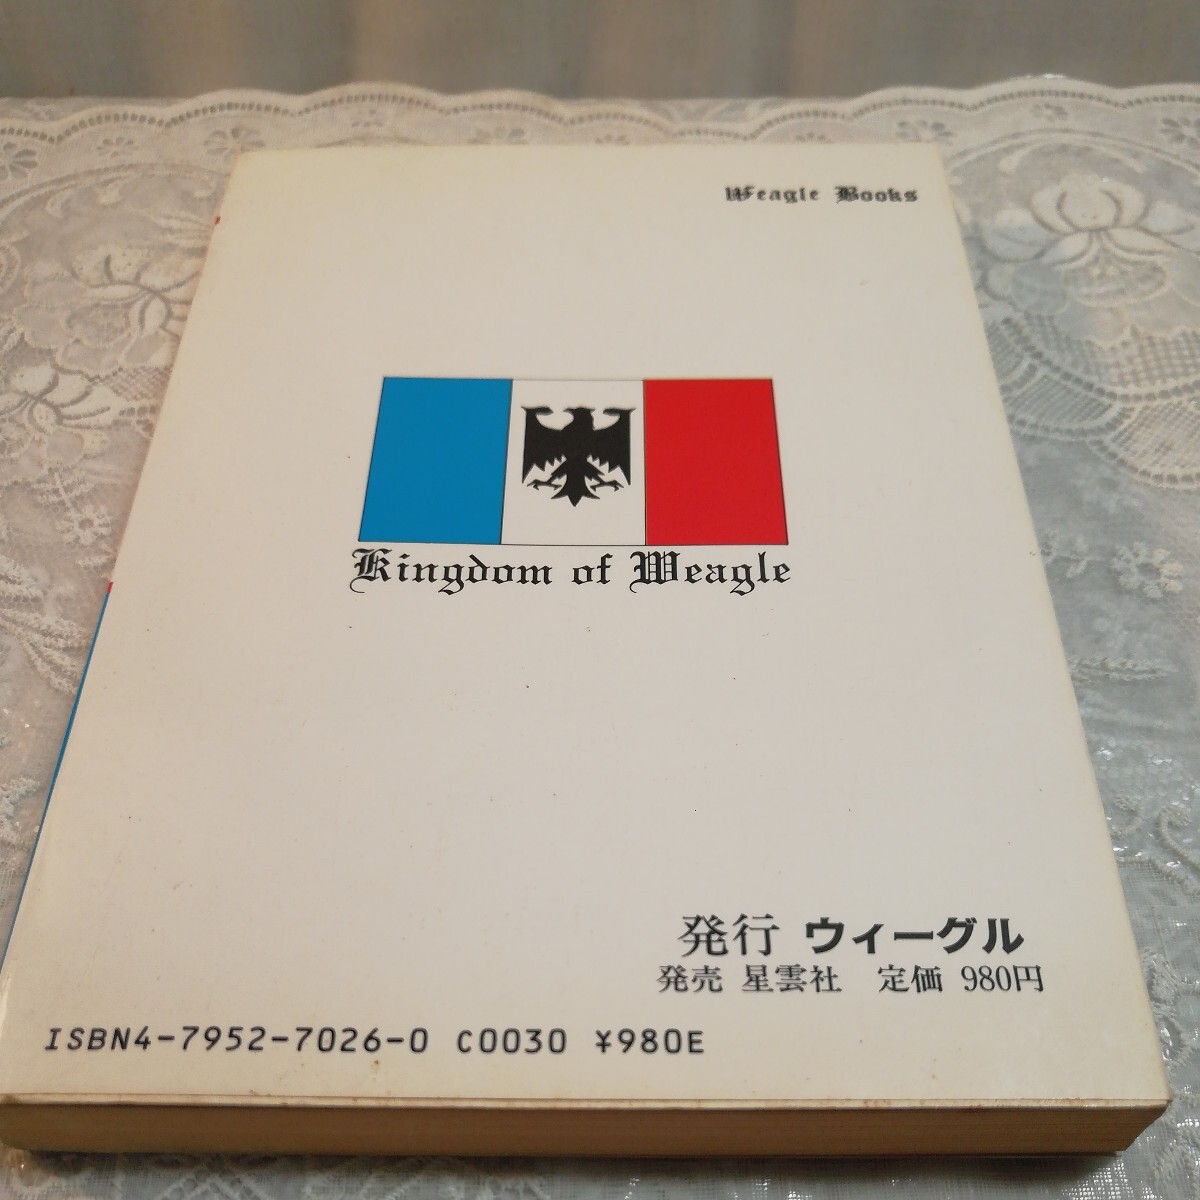 Weagle Books
Kingdom of Weagle
発行 ウィーグル
発売 星雲社 定価 980円
ISBN4-7952-7026-0 C0030 ¥980E